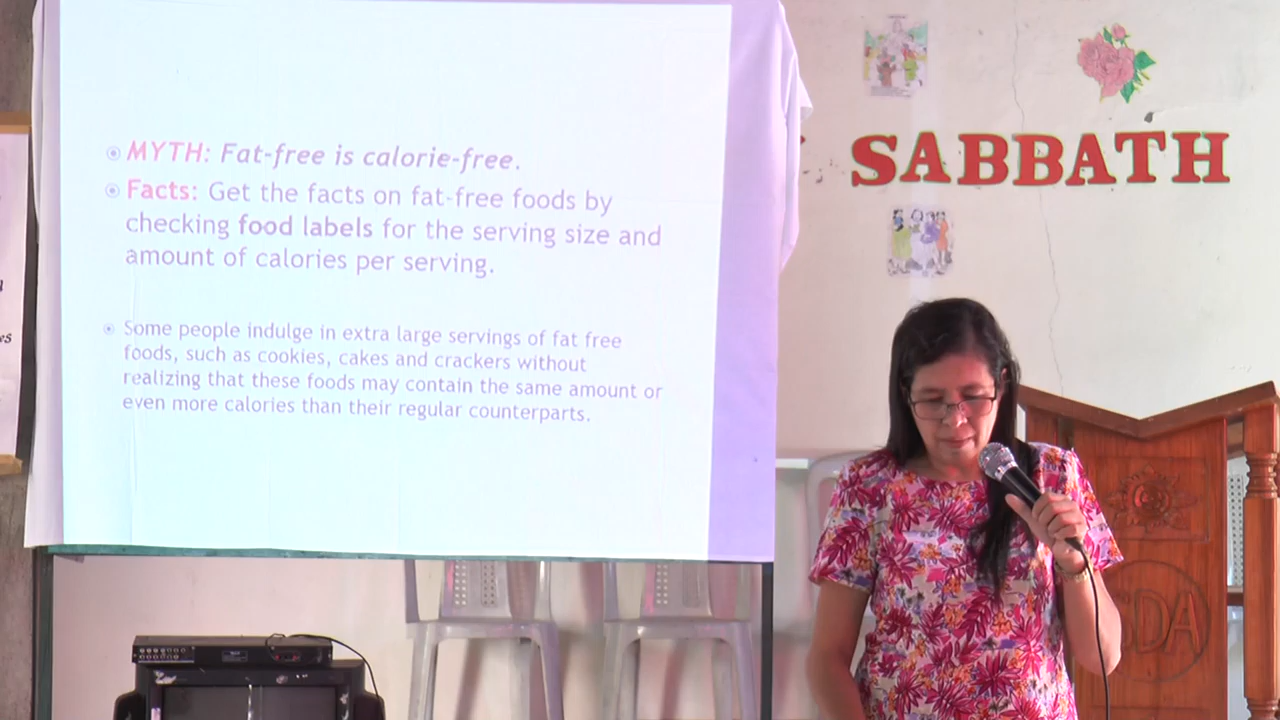 MYTH: Fat-free is calorie-free.
Facts: Get the facts on fat-free foods by
checking food labels for the serving size and
amount of calories per serving.
Some people indulge in extra large servings of fat free
foods, such as cookies, cakes and crackers without
realizing that these foods may contain the same amount or
even more calories than their regular counterparts.
SABBATH
SDA